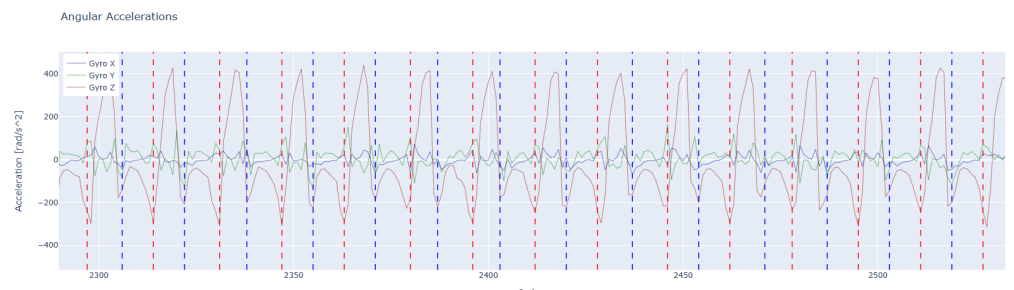 Angular Accelerations
Gyro X
Gyro Y
Gyro Z
Acceleration [rad/s^2]
400
200
0
−200
−400
2300
2350
2400
2450
2500